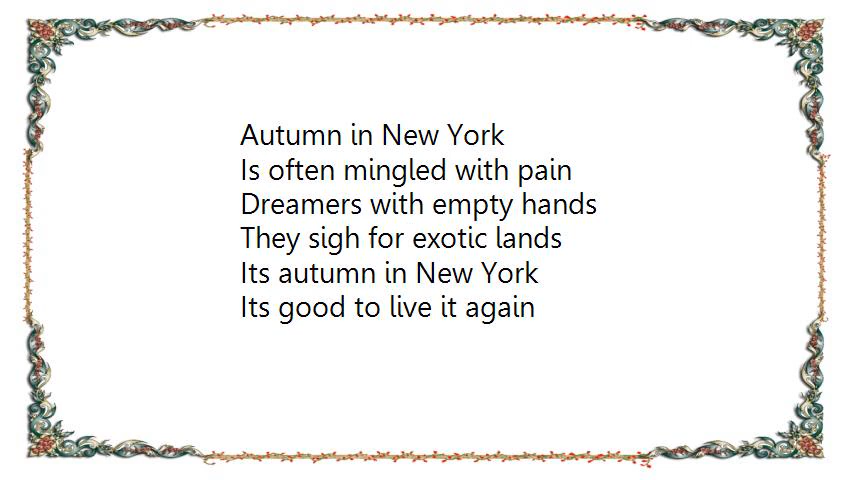 Autumn in New York
Is often mingled with pain
Dreamers with empty hands
They sigh for exotic lands
Its autumn in New York
Its good to live it again